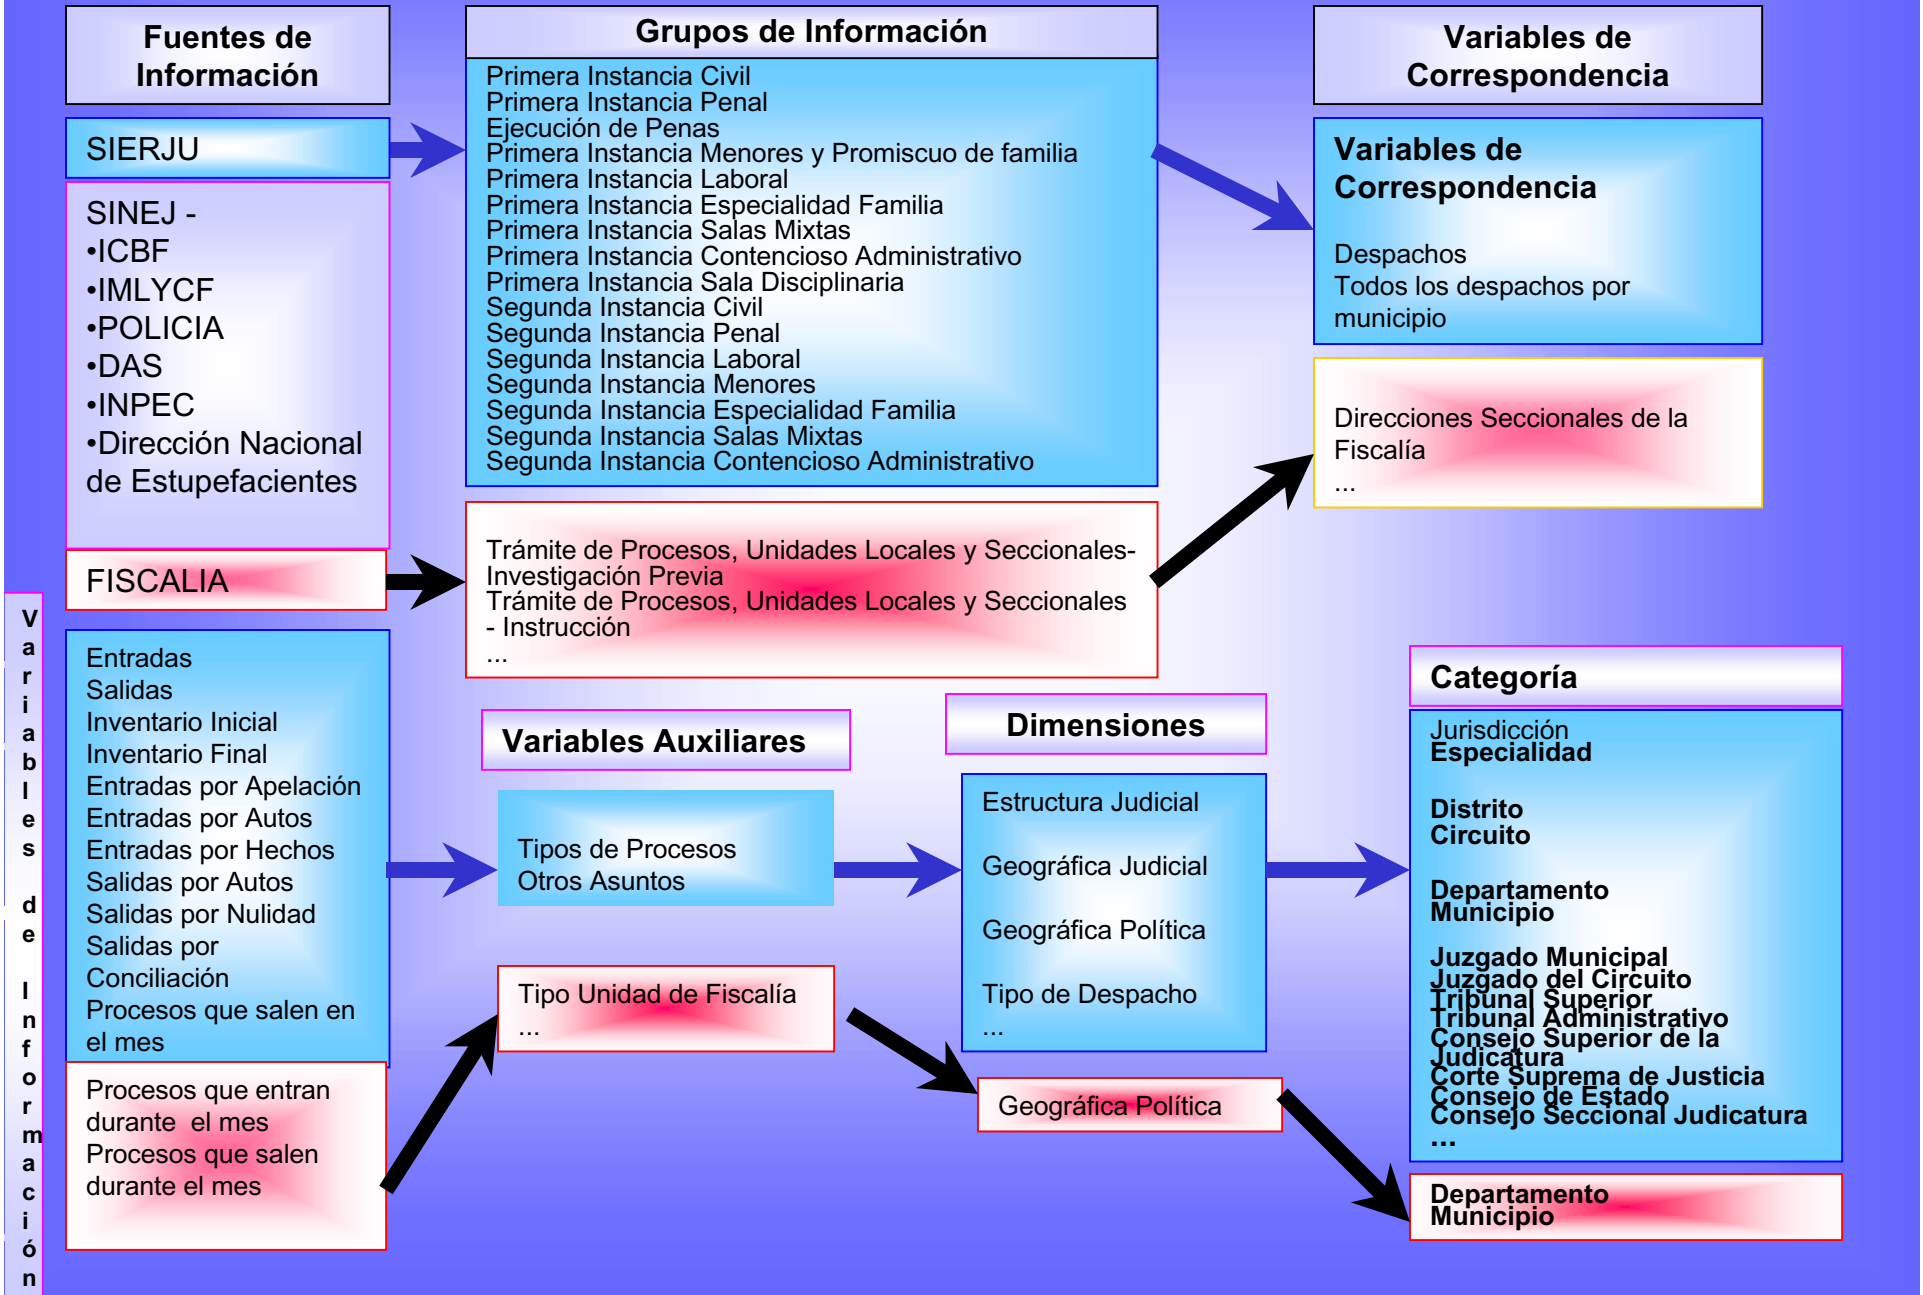 Fuentes de
Información
SIERJU
SINEJ -
•ICBF
•IMLYCF
•POLICIA
•DAS
•INPEC
•Dirección Nacional
de Estupefacientes
FISCALIA
Grupos de Información
Primera Instancia Civil
Primera Instancia Penal
Ejecución de Penas
Primera Instancia Menores y Promiscuo de familia
Primera Instancia Laboral
Primera Instancia Especialidad Familia
Primera Instancia Salas Mixtas
Primera Instancia Contencioso Administrativo
Primera Instancia Sala Disciplinaria
Segunda Instancia Civil
Segunda Instancia Penal
Segunda Instancia Laboral
Segunda Instancia Menores
Segunda Instancia Especialidad Familia
Segunda Instancia Salas Mixtas
Segunda Instancia Contencioso Administrativo
Trámite de Procesos, Unidades Locales y Seccionales-
Investigación Previa
Trámite de Procesos, Unidades Locales y Seccionales
- Instrucción
...
Variables de
Correspondencia
Variables de
Correspondencia
Despachos
Todos los despachos por
municipio
Direcciones Seccionales de la
Fiscalía
...
Variables de Información
Entradas
Salidas
Inventario Inicial
Inventario Final
Entradas por Apelación
Entradas por Autos
Entradas por Hechos
Salidas por Autos
Salidas por Nulidad
Salidas por
Conciliación
Procesos que salen en
el mes
Procesos que entran
durante  el mes
Procesos que salen
durante el mes
Variables Auxiliares
Tipos de Procesos
Otros Asuntos
Tipo Unidad de Fiscalía
...
Dimensiones
Estructura Judicial
Geográfica Judicial
Geográfica Política
Tipo de Despacho
...
Geográfica Política
Categoría
Jurisdicción
Especialidad
Distrito
Circuito
Departamento
Municipio
Juzgado Municipal
Juzgado del Circuito
Tribunal Superior
Tribunal Administrativo
Consejo Superior de la
Judicatura
Corte Suprema de Justicia
Consejo de Estado
Consejo Seccional Judicatura
...
Departamento
Municipio